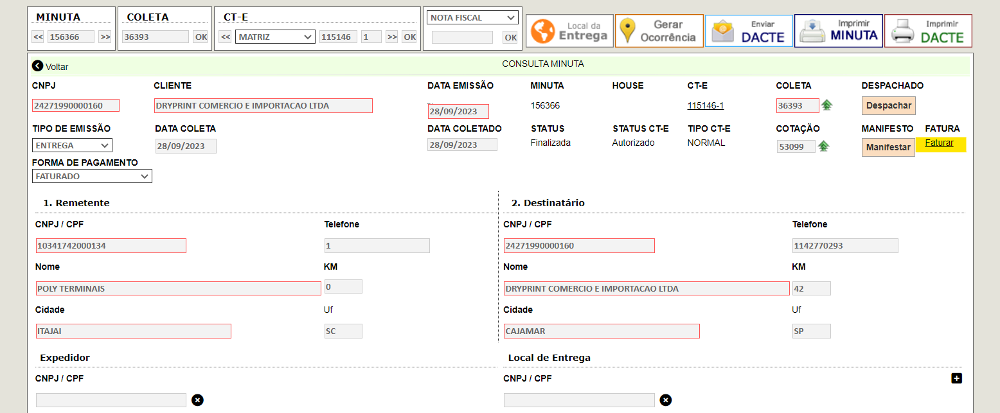 MINUTA
<< 156366 >>
COLETA
36393 OK
CT-E
<< MATRIZ 115146 1 >> OK
NOTA FISCAL
OK
Local da
Entrega
Gerar
Ocorrência
Enviar
DACTE
Imprimir
MINUTA
Imprimir
DACTE
Voltar CONSULTA MINUTA
CNPJ CLIENTE DATA EMISSÃO MINUTA HOUSE CT-E COLETA DESPACHADO
24271990000160 DRYPRINT COMERCIO E IMPORTACAO LTDA 28/09/2023 156366 115146-1 36393 Despachar
TIPO DE EMISSÃO DATA COLETA DATA COLETADO STATUS STATUS CT-E TIPO CT-E COTAÇÃO MANIFESTO FATURA
ENTREGA 28/09/2023 28/09/2023 Finalizada Autorizado NORMAL 53099 Manifestar Faturar
FORMA DE PAGAMENTO
FATURADO
1. Remetente
CNPJ / CPF Telefone
10341742000134 1
Nome KM
POLY TERMINAIS 0
Cidade Uf
ITAJAI SC
Expedidor
CNPJ / CPF
2. Destinatário
CNPJ / CPF Telefone
24271990000160 1142770293
Nome KM
DRYPRINT COMERCIO E IMPORTACAO LTDA 42
Cidade Uf
CAJAMAR SP
Local de Entrega
CNPJ / CPF